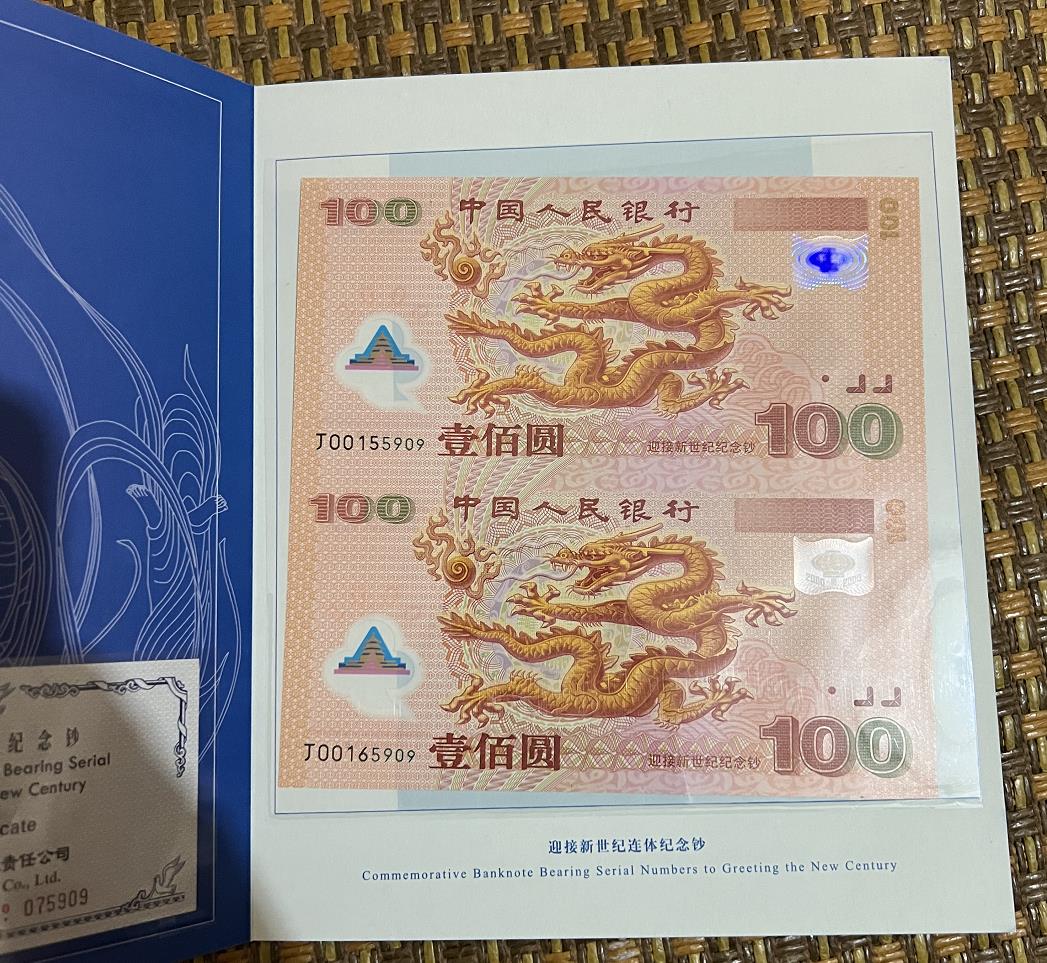 100 中国人民银行
100
J00155909 壹佰圆 迎接新世纪纪念钞 100
100 中国人民银行
100
J00165909 壹佰圆 迎接新世纪纪念钞 100
纪念钞
Bearing Serial
ew Century
cate
责任公司
Co., Ltd.
075909
迎接新世纪连体纪念钞
Commemorative Banknote Bearing Serial Numbers to Greeting the New Century